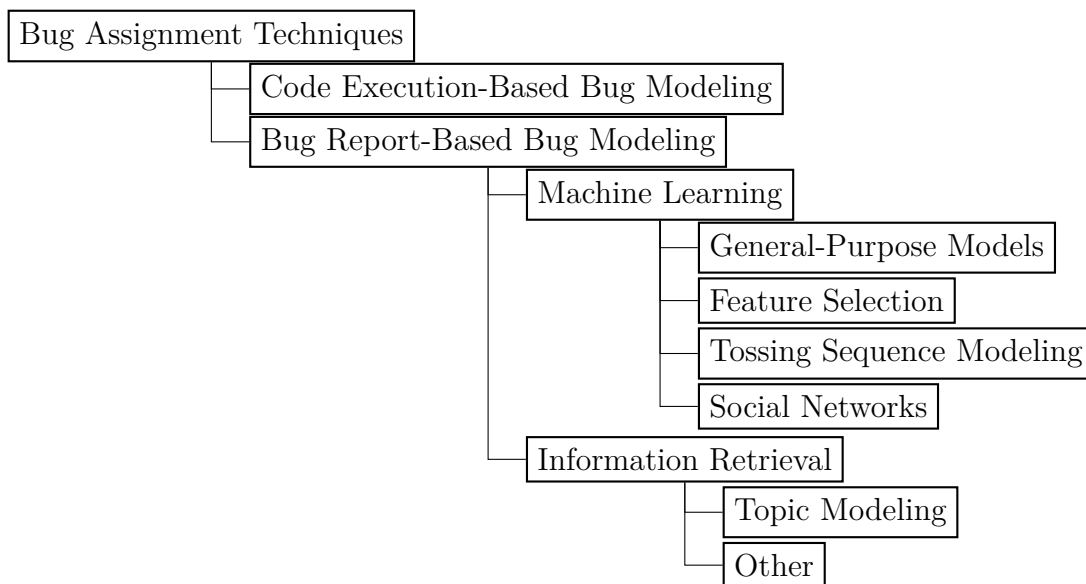 Bug Assignment Techniques
Code Execution-Based Bug Modeling
Bug Report-Based Bug Modeling
Machine Learning
General-Purpose Models
Feature Selection
Tossing Sequence Modeling
Social Networks
Information Retrieval
Topic Modeling
Other